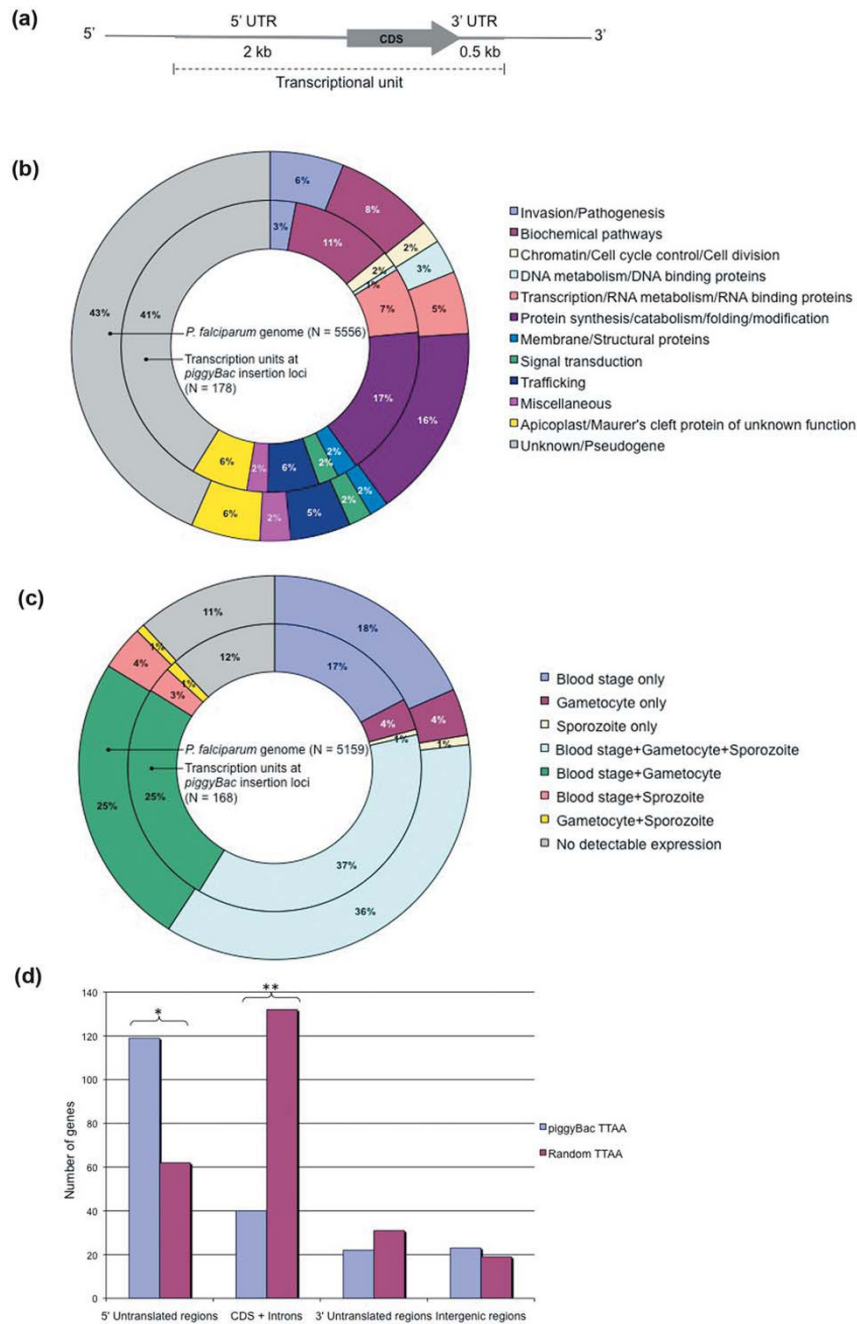 (a)
5' UTR
3' UTR
5'
CDS
3'
2 kb
0.5 kb
Transcriptional unit
(b)
6%
8%
2%
3%
5%
16%
2%
2%
5%
2%
6%
43%
3%
11%
2%
1%
7%
17%
2%
2%
6%
2%
6%
41%
P. falciparum genome (N = 5556)
Transcription units at
piggyBac insertion loci
(N = 178)
Invasion/Pathogenesis
Biochemical pathways
Chromatin/Cell cycle control/Cell division
DNA metabolism/DNA binding proteins
Transcription/RNA metabolism/RNA binding proteins
Protein synthesis/catabolism/folding/modification
Membrane/Structural proteins
Signal transduction
Trafficking
Miscellaneous
Apicoplast/Maurer's cleft protein of unknown function
Unknown/Pseudogene
(c)
18%
4%
1%
36%
25%
4%
1%
11%
17%
4%
1%
37%
25%
3%
1%
12%
P. falciparum genome (N = 5159)
Transcription units at
piggyBac insertion loci
(N = 168)
Blood stage only
Gametocyte only
Sporozoite only
Blood stage+Gametocyte+Sporozoite
Blood stage+Gametocyte
Blood stage+Sprozoite
Gametocyte+Sporozoite
No detectable expression
(d)
140
120
100
80
60
40
20
0
Number of genes
*
**
piggyBac TTAA
Random TTAA
5' Untranslated regions
CDS + Introns
3' Untranslated regions
Intergenic regions